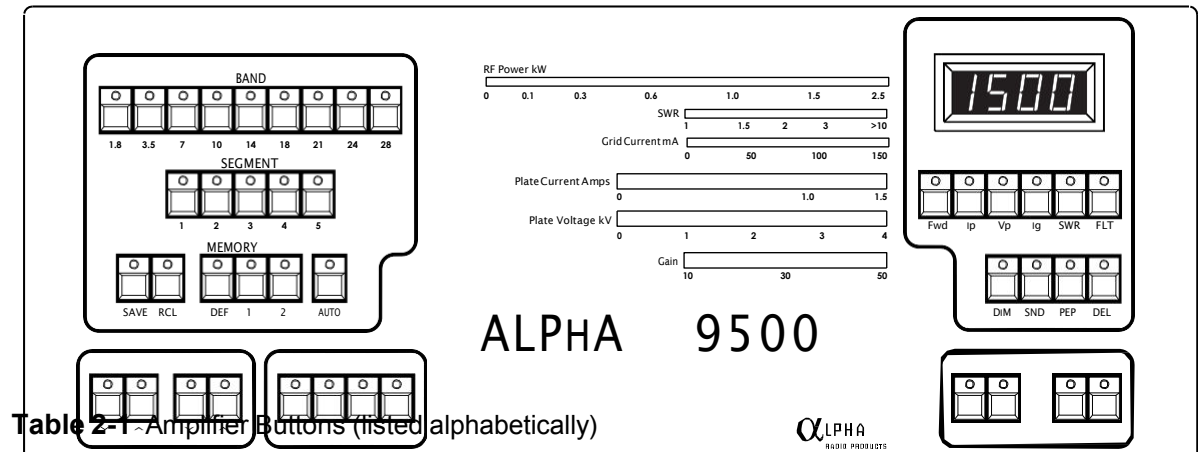 BAND
1.8 3.5 7 10 14 18 21 24 28
SEGMENT
1 2 3 4 5
MEMORY
SAVE RCL DEF 1 2 AUTO
RF Power kW
0 0.1 0.3 0.6 1.0 1.5 2.5
SWR
1 1.5 2 3 >10
Grid Current mA
0 50 100 150
Plate Current Amps
0 1.0 1.5
Plate Voltage kV
0 1 2 3 4
Gain
10 30 50
ALPHA 9500
1500
Fwd Ip Vp Ig SWR FLT
DIM SND PEP DEL
Table 2-1 Amplifier Buttons (listed alphabetically)
αLPHA
RADIO PRODUCTS